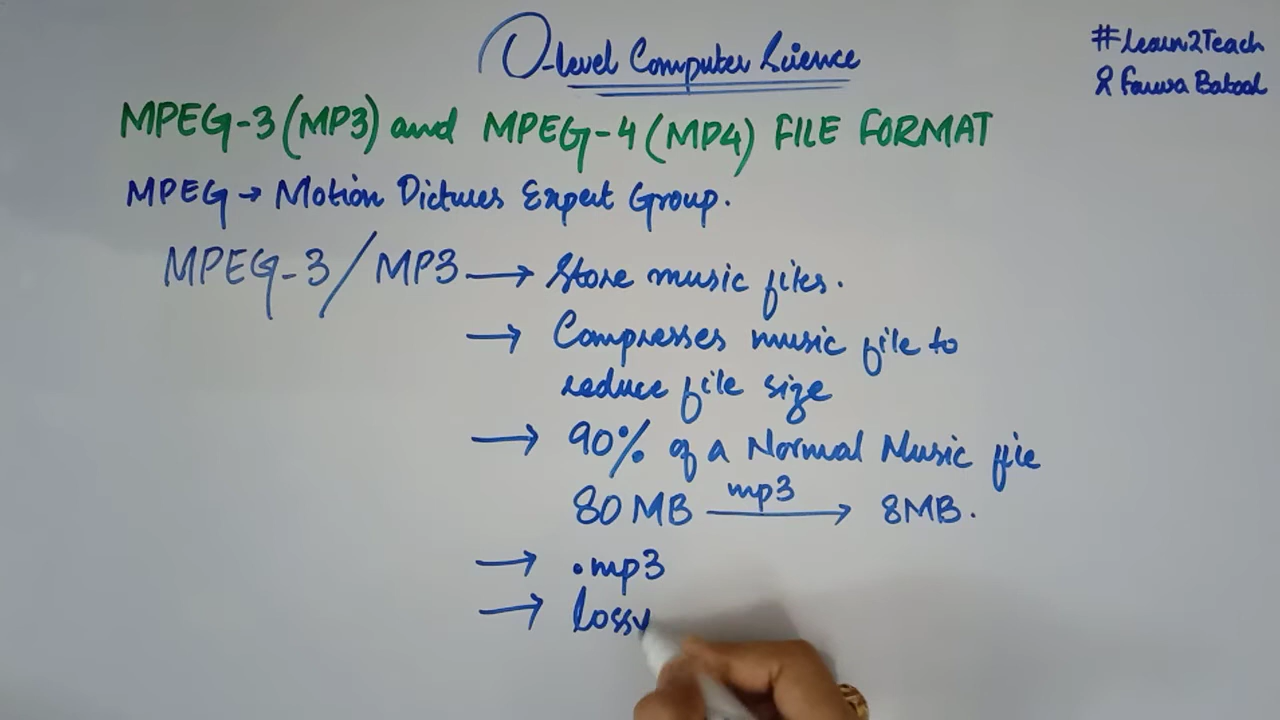 O-level Computer Science
#Learn2Teach
Farwa Batool
MPEG-3 (MP3) and MPEG-4 (MP4) FILE FORMAT
MPEG → Motion Pictures Expert Group.
MPEG-3 / MP3 → Store music files.
→ Compresses music file to
reduce file size
→ 90% of a Normal Music file
80 MB mp3 → 8MB.
→ .mp3
→ lossy